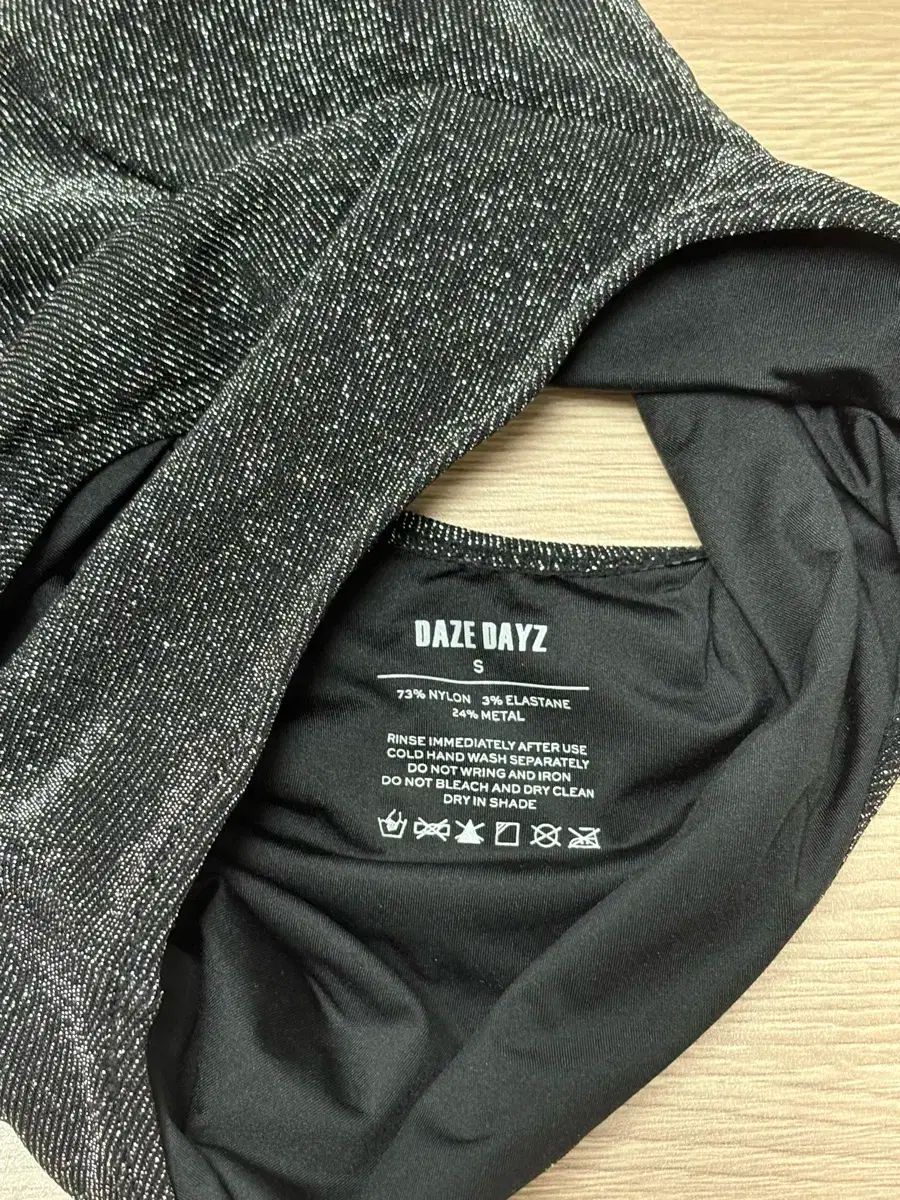 DAZE DAYZ
S
73% NYLON 3% ELASTANE
24% METAL
RINSE IMMEDIATELY AFTER USE
COLD HAND WASH SEPARATELY
DO NOT WRING AND IRON
DO NOT BLEACH AND DRY CLEAN
DRY IN SHADE